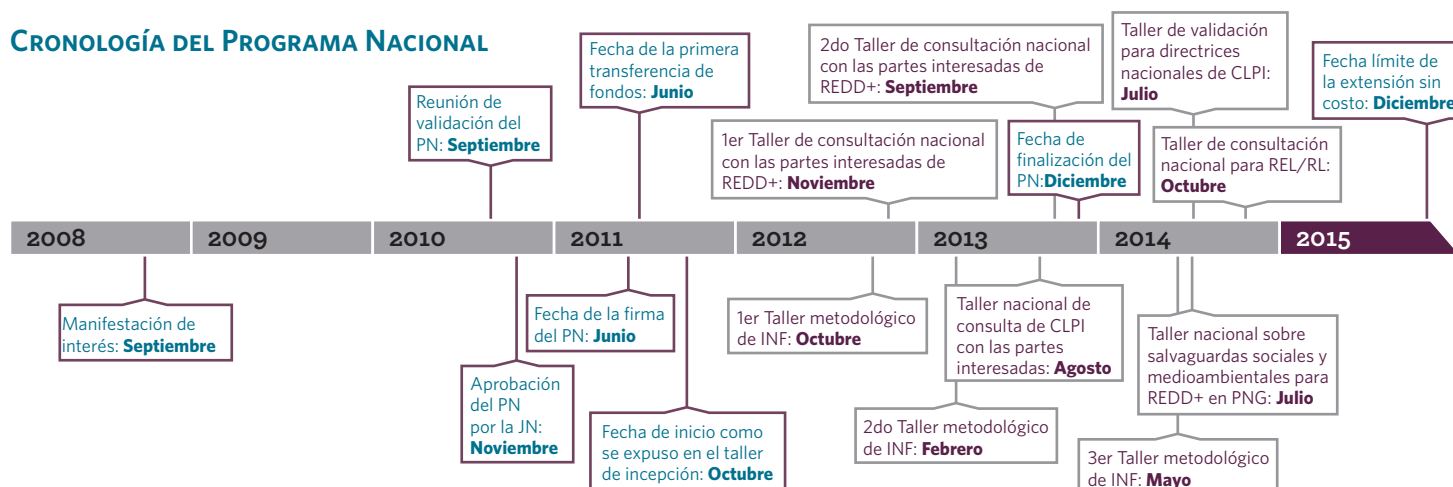 CRONOLOGÍA DEL PROGRAMA NACIONAL
Reunión de
validación del
PN: Septiembre
Fecha de la primera
transferencia de
fondos: Junio
2do Taller de consultación nacional
con las partes interesadas de
REDD+: Septiembre
1er Taller de consultación nacional
con las partes interesadas de
REDD+: Noviembre
Fecha de
finalización del
PN:Diciembre
Taller de validación
para directrices
nacionales de CLPI:
Julio
Taller de consultación
nacional para REL/RL:
Octubre
Fecha límite de
la extensión sin
costo: Diciembre
2008
2009
2010
2011
2012
2013
2014
2015
Manifestación de
interés: Septiembre
Aprobación
del PN
por la JN:
Noviembre
Fecha de la firma
del PN: Junio
Fecha de inicio como
se expuso en el taller
de incepción: Octubre
1er Taller metodológico
de INF: Octubre
2do Taller metodológico
de INF: Febrero
Taller nacional de
consulta de CLPI
con las partes
interesadas: Agosto
3er Taller metodológico
de INF: Mayo
Taller nacional sobre
salvaguardas sociales y
medioambientales para
REDD+ en PNG: Julio